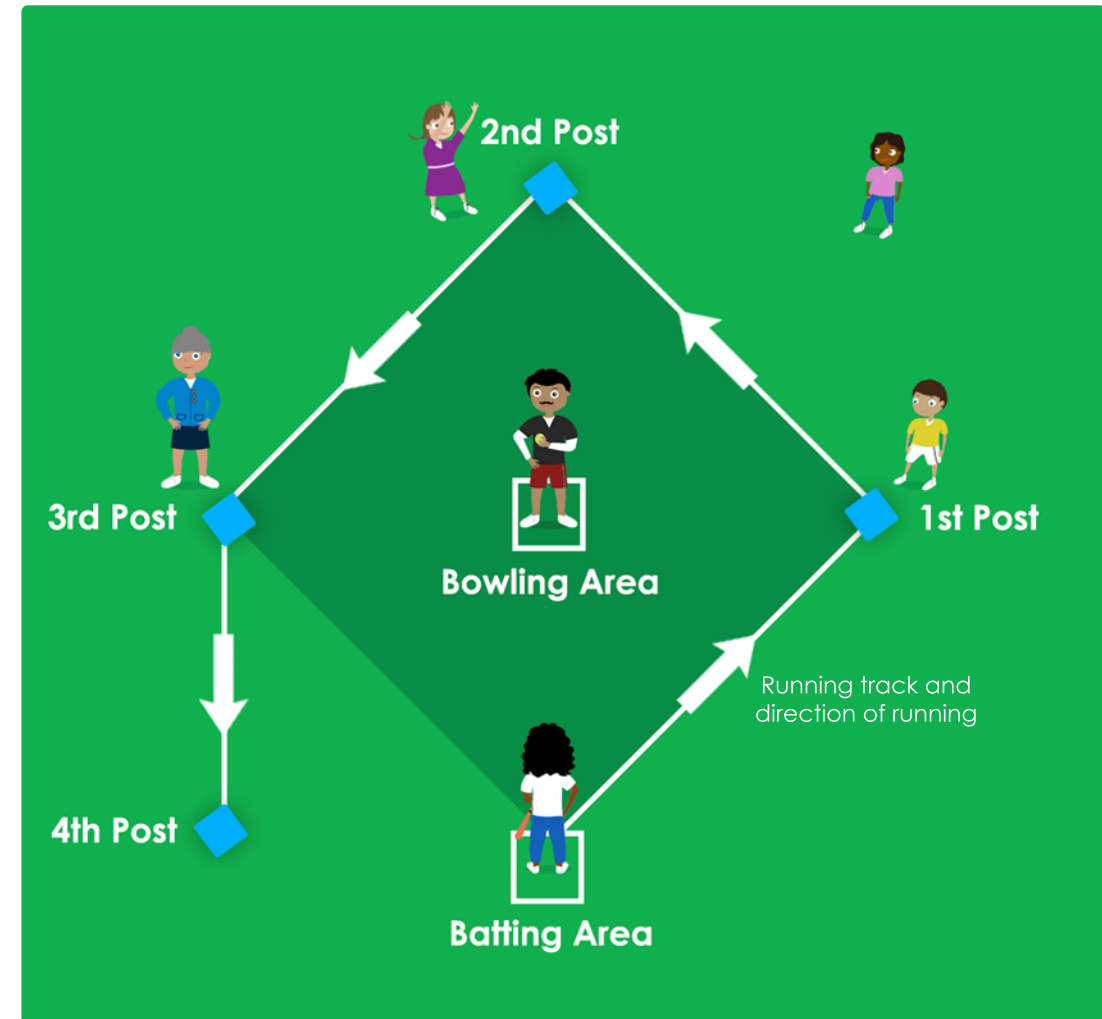 2nd Post
3rd Post
1st Post
Bowling Area
Running track and
direction of running
4th Post
Batting Area